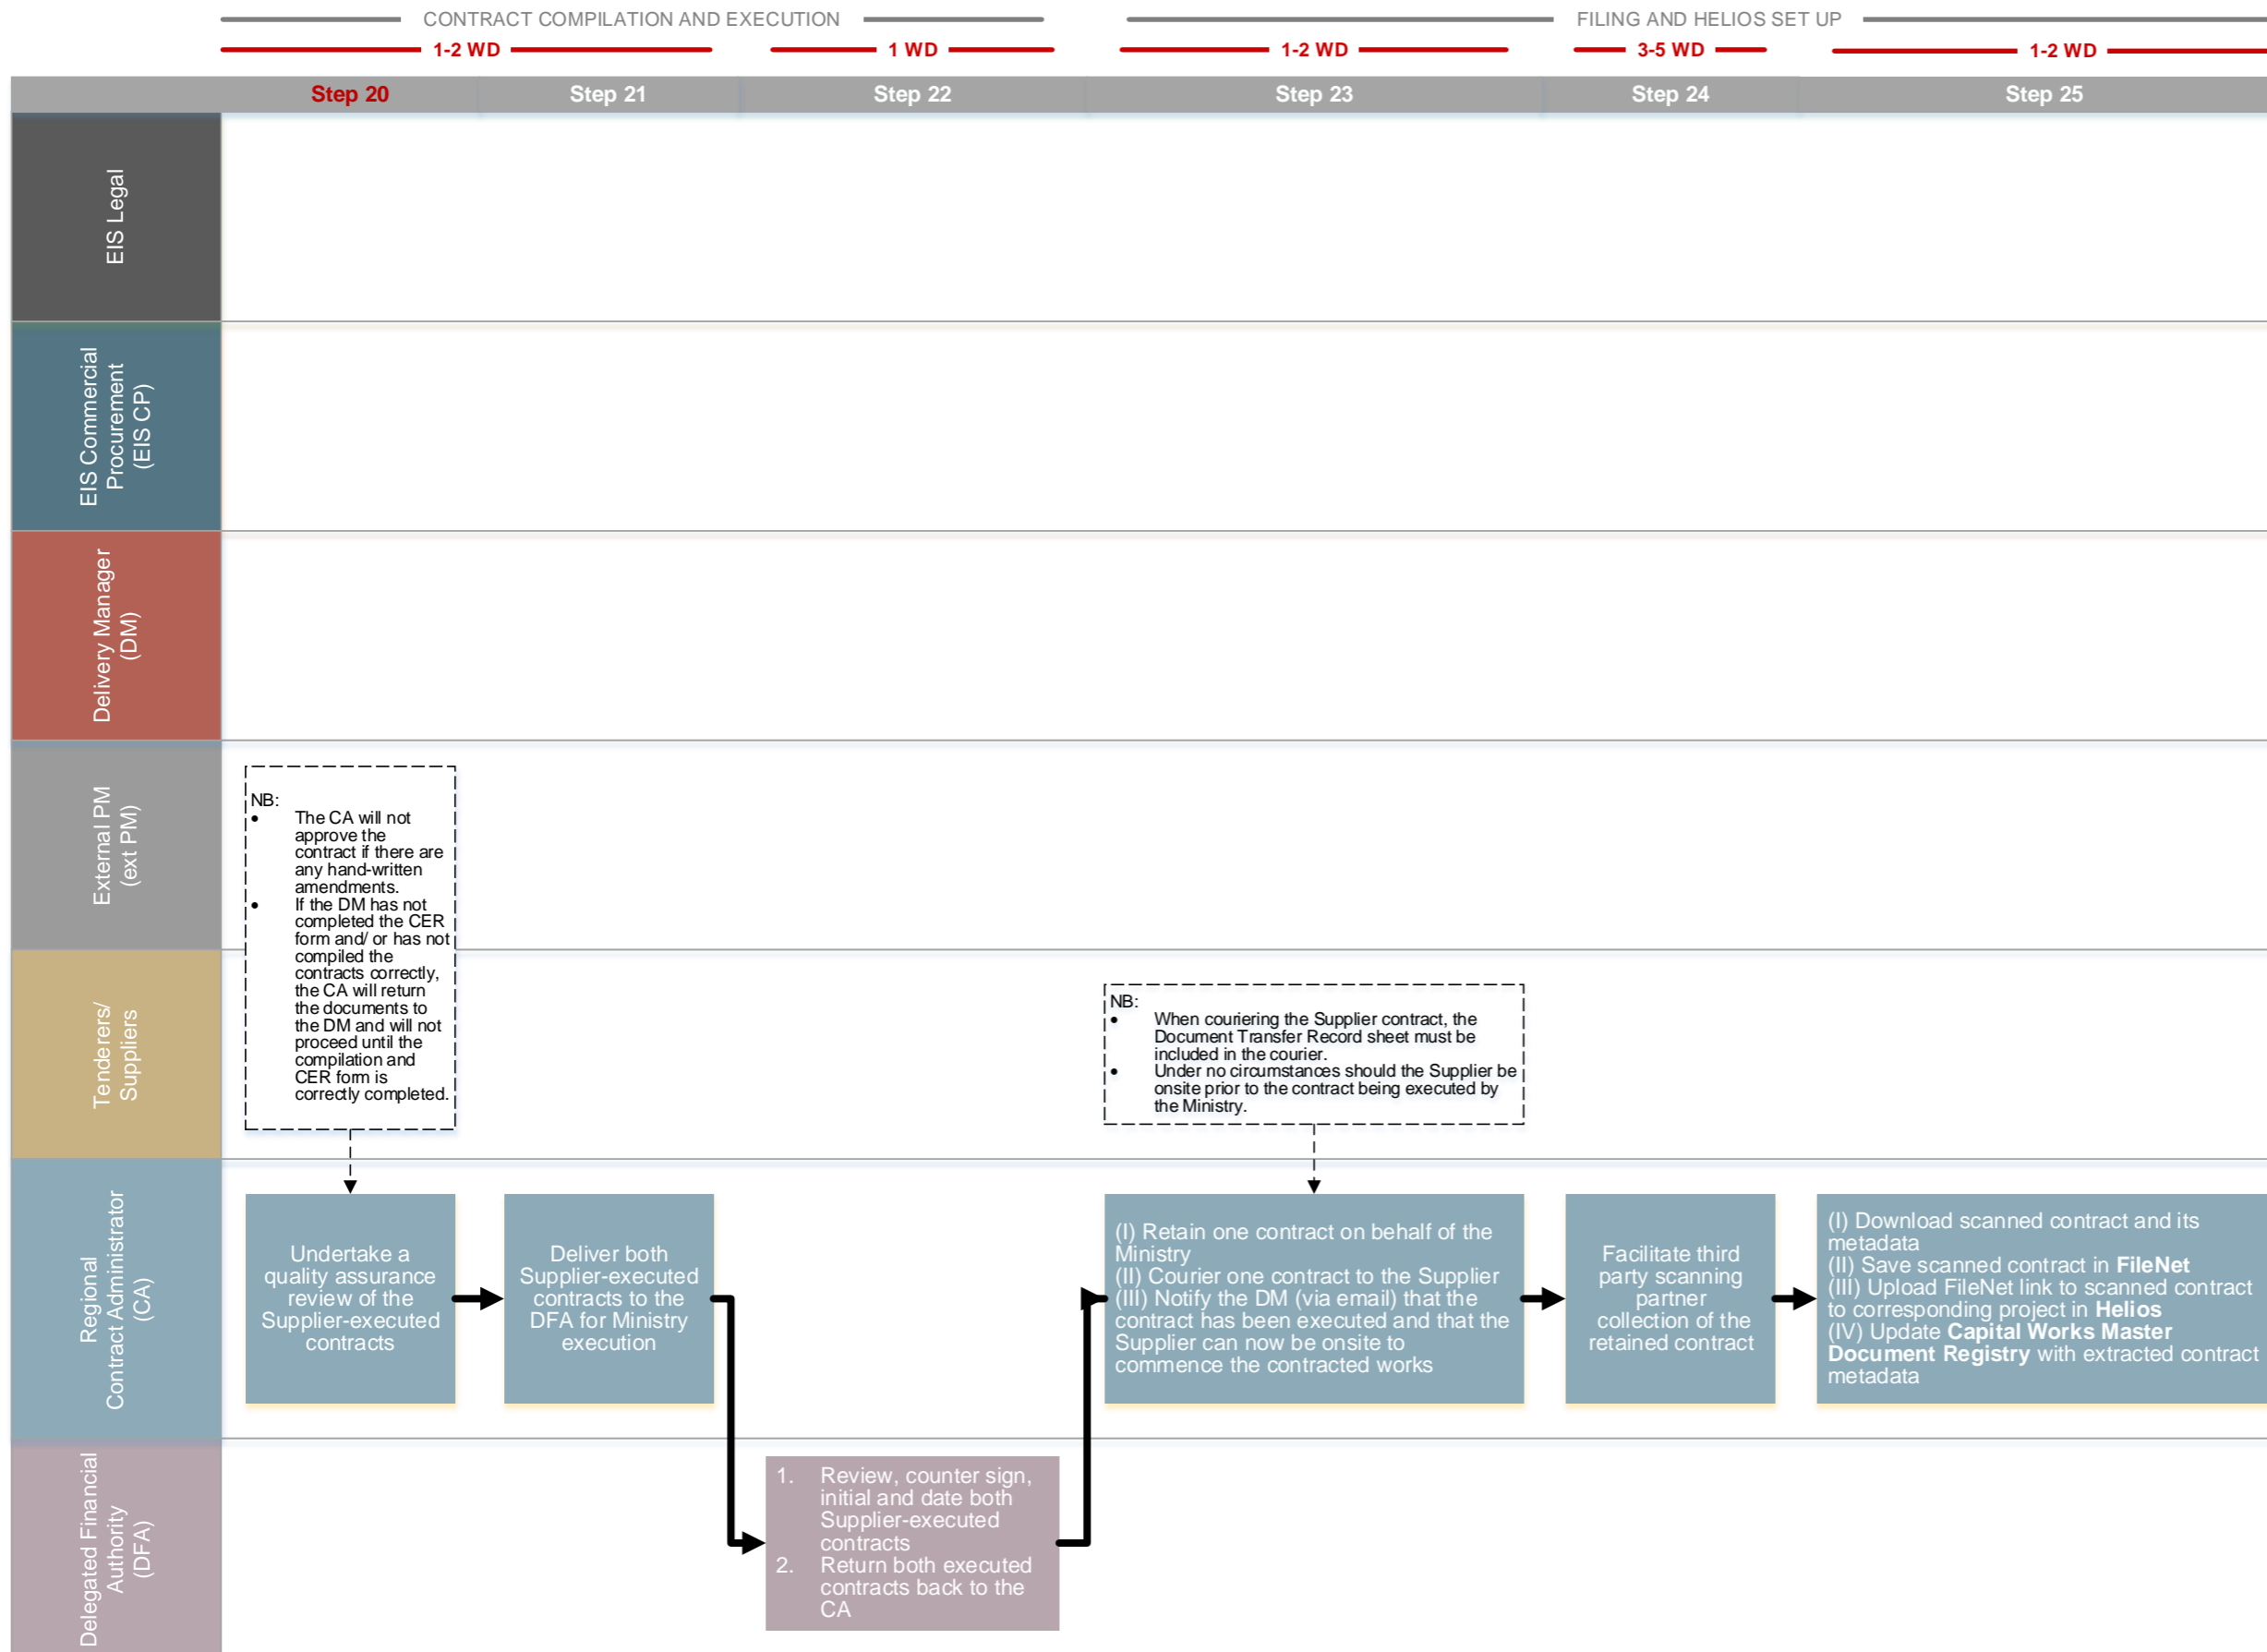 CONTRACT COMPILATION AND EXECUTION
FILING AND HELIOS SET UP
1-2 WD
1 WD
1-2 WD
3-5 WD
1-2 WD
Step 20
Step 21
Step 22
Step 23
Step 24
Step 25
EIS Legal
EIS Commercial
Procurement
(EIS CP)
Delivery Manager
(DM)
External PM
(ext PM)
NB:
• The CA will not
approve the
contract if there are
any hand-written
amendments.
• If the DM has not
completed the CER
form and/ or has not
compiled the
contracts correctly,
the CA will return
the documents to
the DM and will not
proceed until the
compilation and
CER form is
correctly completed.
Tenderers/
Suppliers
NB:
• When couriering the Supplier contract, the
Document Transfer Record sheet must be
included in the courier.
• Under no circumstances should the Supplier be
onsite prior to the contract being executed by
the Ministry.
Regional
Contract Administrator
(CA)
Undertake a
quality assurance
review of the
Supplier-executed
contracts
Deliver both
Supplier-executed
contracts to the
DFA for Ministry
execution
(I) Retain one contract on behalf of the
Ministry
(II) Courier one contract to the Supplier
(III) Notify the DM (via email) that the
contract has been executed and that the
Supplier can now be onsite to
commence the contracted works
Facilitate third
party scanning
partner
collection of the
retained contract
(I) Download scanned contract and its
metadata
(II) Save scanned contract in FileNet
(III) Upload FileNet link to scanned contract
to corresponding project in Helios
(IV) Update Capital Works Master
Document Registry with extracted contract
metadata
Delegated Financial
Authority
(DFA)
1. Review, counter sign,
initial and date both
Supplier-executed
contracts
2. Return both executed
contracts back to the
CA